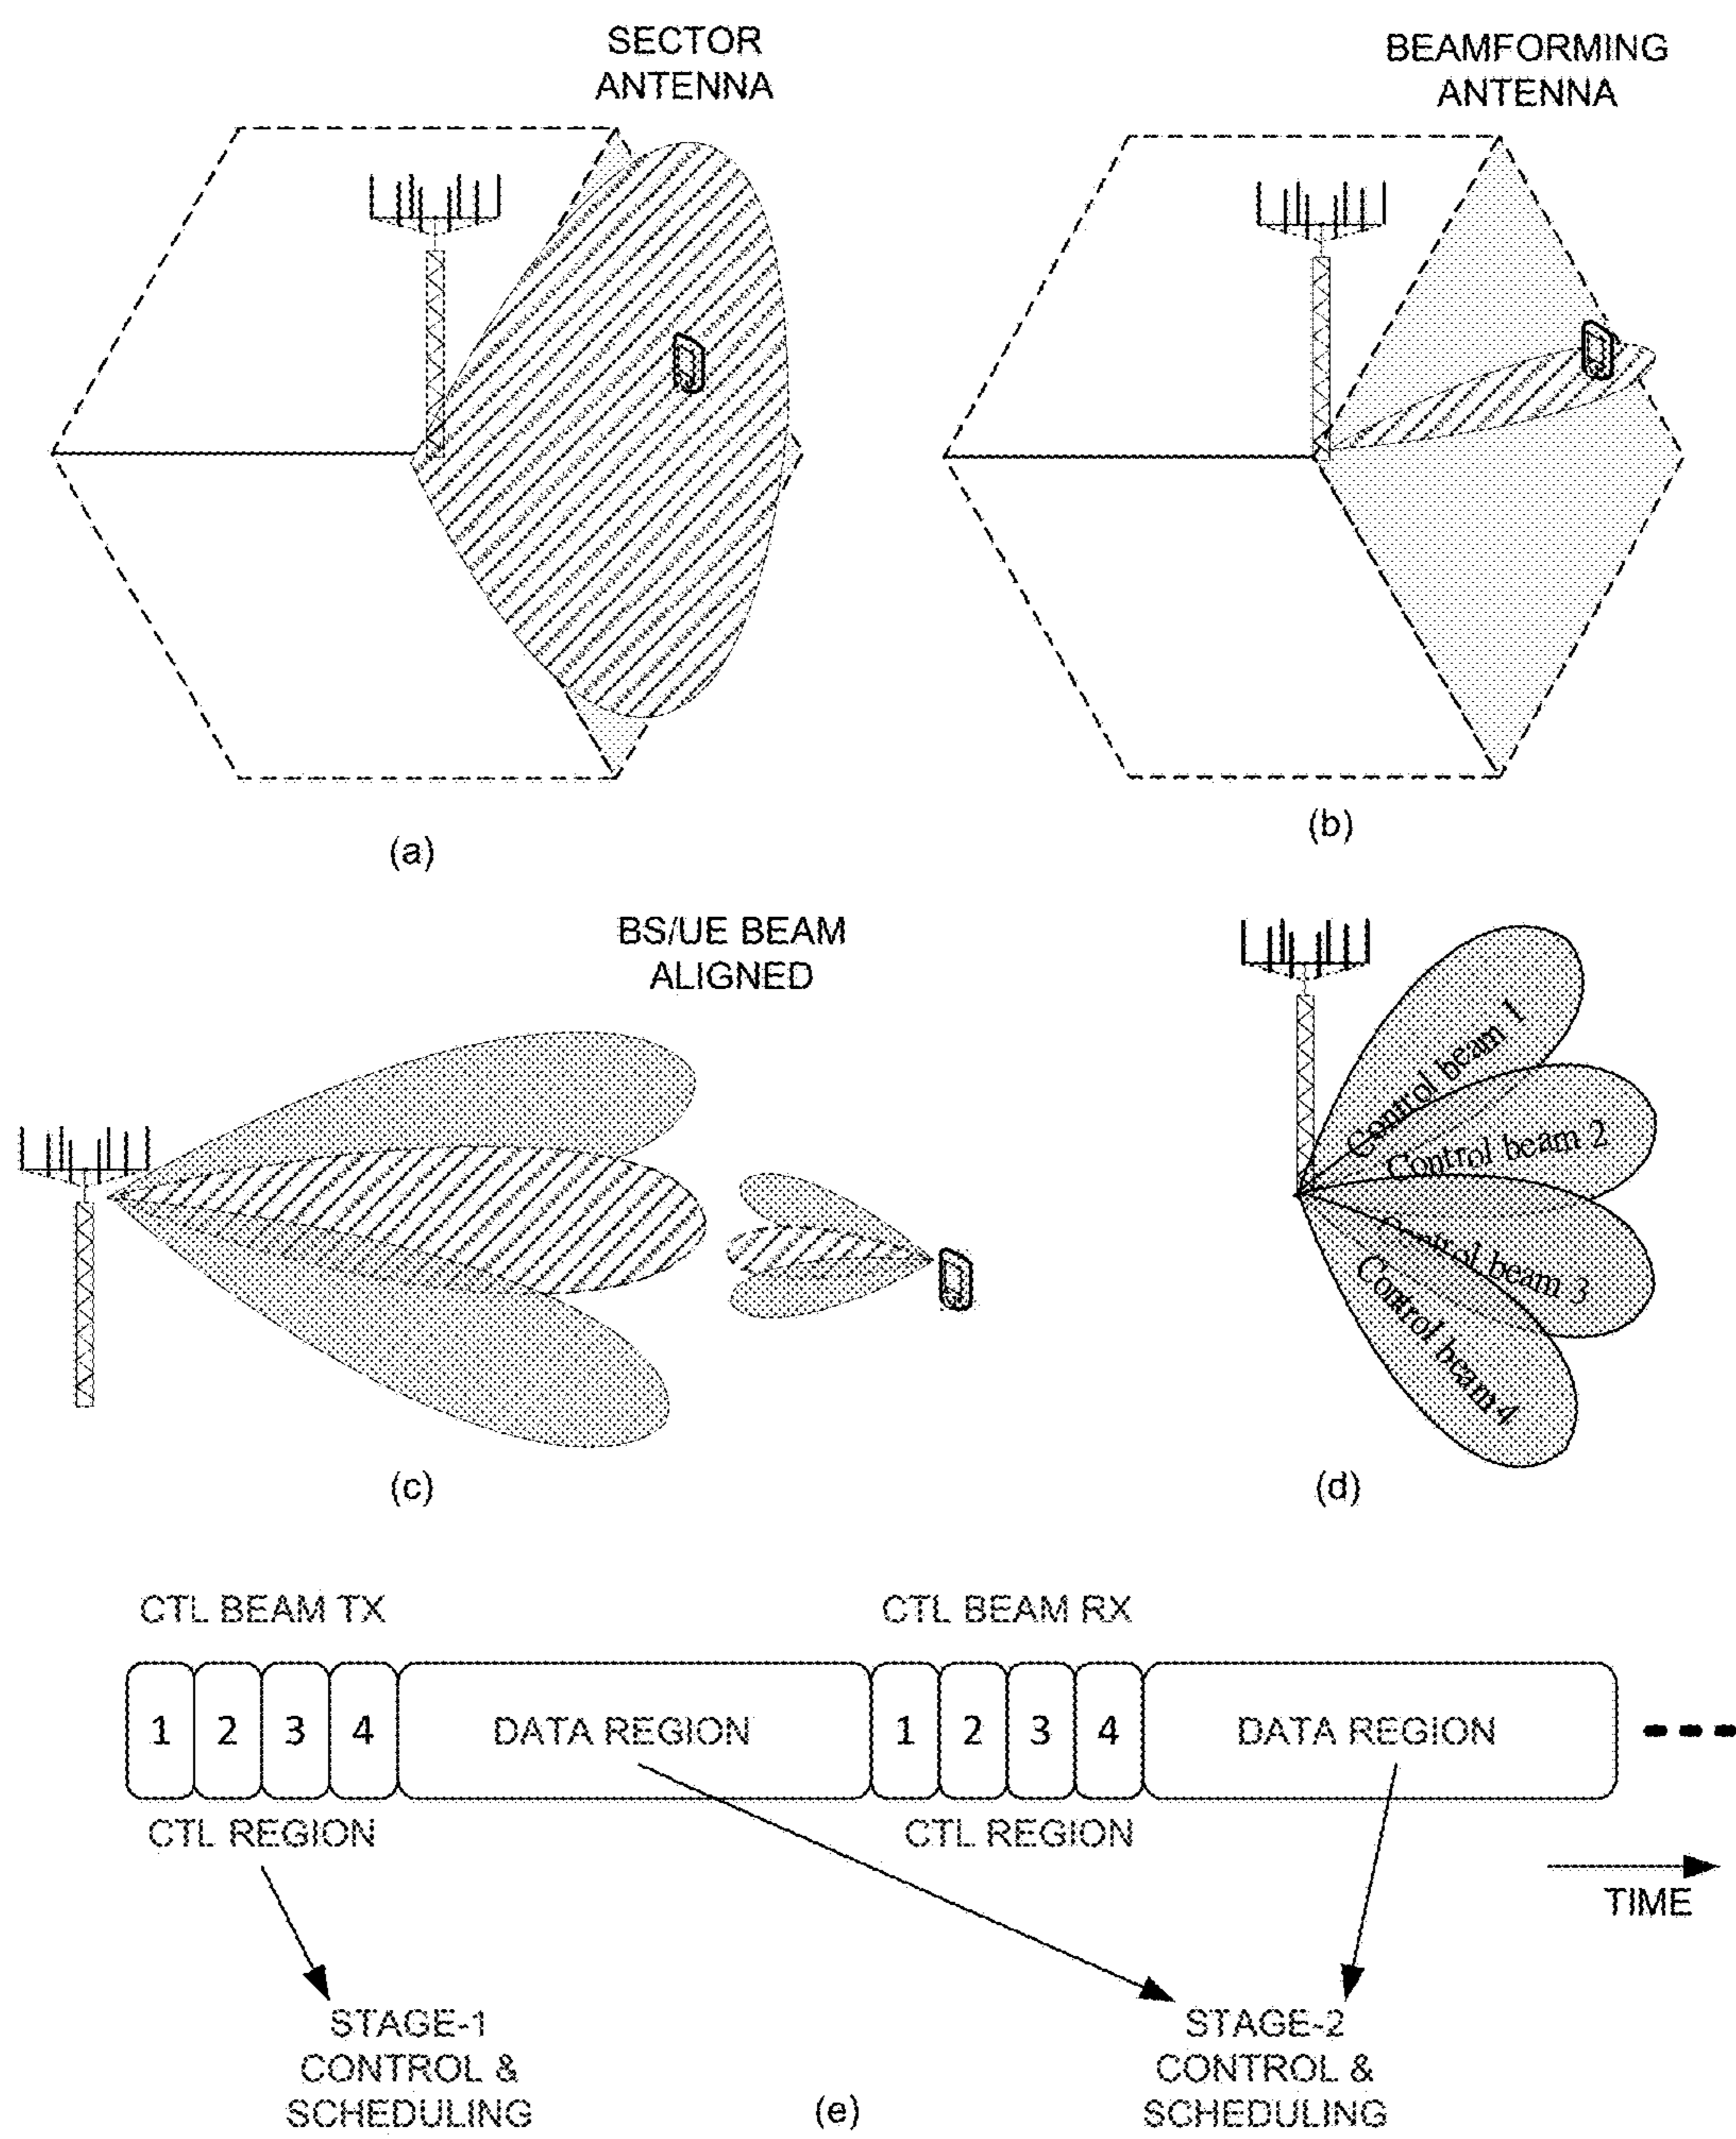 SECTOR
ANTENNA
BEAMFORMING
ANTENNA
(a)
(b)
BS/UE BEAM
ALIGNED
Control beam 1
Control beam 2
Control beam 3
Control beam 4
(c)
(d)
CTL BEAM TX
CTL BEAM RX
1 2 3 4 DATA REGION 1 2 3 4 DATA REGION
CTL REGION
CTL REGION
TIME
STAGE-1
CONTROL &
SCHEDULING
STAGE-2
CONTROL &
SCHEDULING
(e)